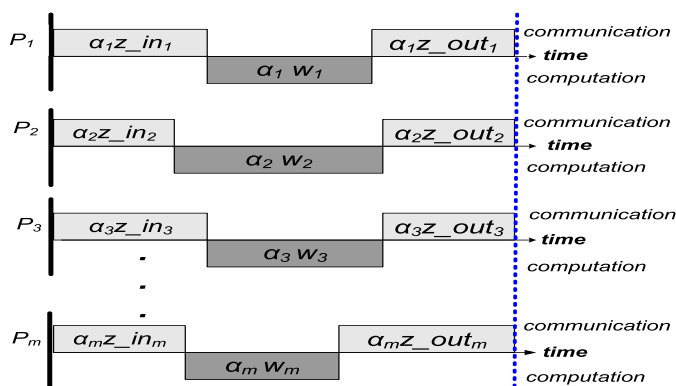 P₁ α₁z_in₁ α₁z_out₁ communication
time
α₁ w₁ computation
P₂ α₂z_in₂ α₂z_out₂ communication
time
α₂ w₂ computation
P₃ α₃z_in₃ α₃z_out₃ communication
time
α₃ w₃ computation
Pₘ αₘz_inₘ αₘz_outₘ communication
time
αₘ wₘ computation